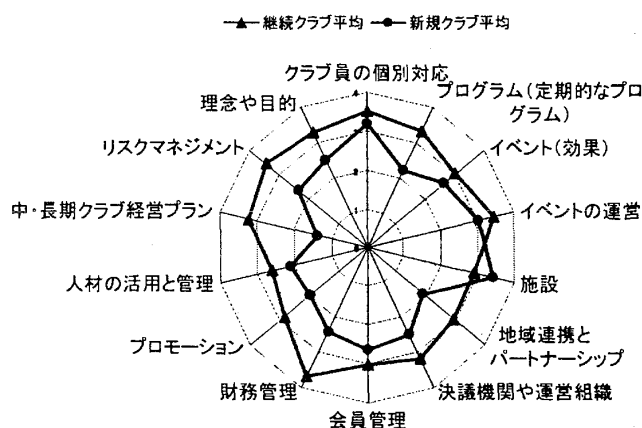 継続クラブ平均 新規クラブ平均
クラブ員の個別対応
プログラム(定期的なプロ
グラム)
イベント(効果)
イベントの運営
施設
地域連携と
パートナーシップ
決議機関や運営組織
会員管理
財務管理
プロモーション
人材の活用と管理
中・長期クラブ経営プラン
リスクマネジメント
理念や目的
4
2
1